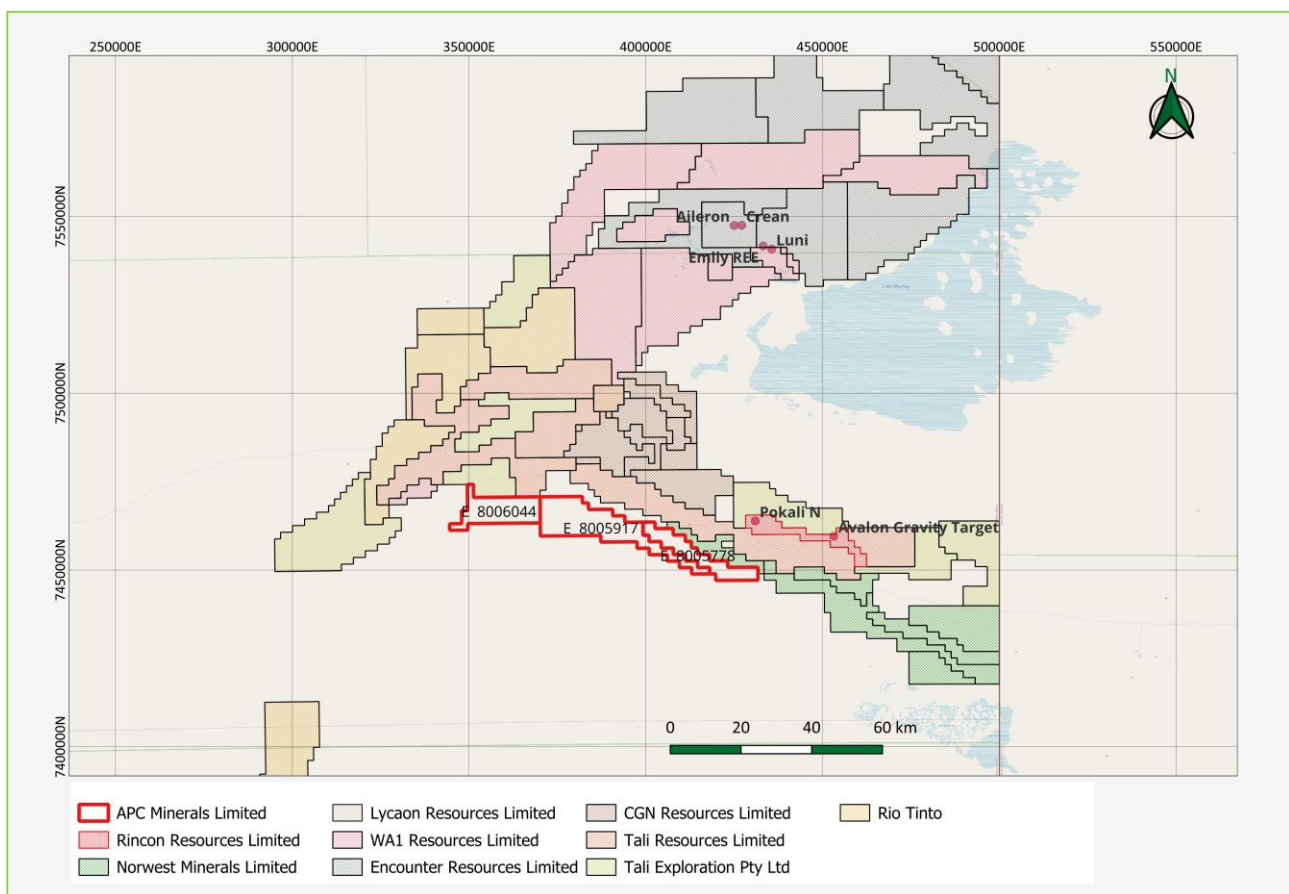 250000E 300000E 350000E 400000E 450000E 500000E 550000E
N
7550000N
Aileron Crean
Luni
Emily REE
Lake Mackay
7500000N
E 8006044
E 8005917
E 8005778
Pokali N
Avalon Gravity Target
7450000N
7400000N
0 20 40 60 km
APC Minerals Limited
Rincon Resources Limited
Norwest Minerals Limited
Lycaon Resources Limited
WA1 Resources Limited
Encounter Resources Limited
CGN Resources Limited
Tali Resources Limited
Tali Exploration Pty Ltd
Rio Tinto